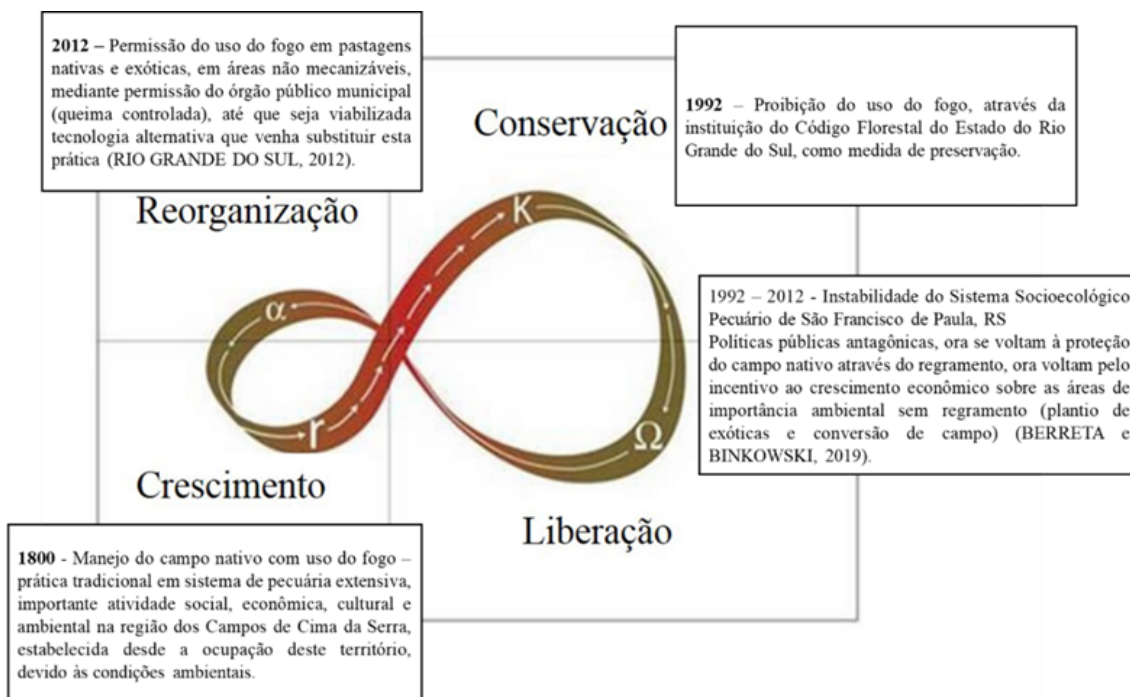 2012 – Permissão do uso do fogo em pastagens
nativas e exóticas, em áreas não mecanizáveis,
mediante permissão do órgão público municipal
(queima controlada), até que seja viabilizada
tecnologia alternativa que venha substituir esta
prática (RIO GRANDE DO SUL, 2012).
Conservação
1992 – Proibição do uso do fogo, através da
instituição do Código Florestal do Estado do Rio
Grande do Sul, como medida de preservação.
Reorganização
K
α
1992 – 2012 - Instabilidade do Sistema Socioecológico
Pecuário de São Francisco de Paula, RS
Políticas públicas antagônicas, ora se voltam à proteção
do campo nativo através do regramento, ora voltam pelo
incentivo ao crescimento econômico sobre as áreas de
importância ambiental sem regramento (plantio de
exóticas e conversão de campo) (BERRETA e
BINKOWSKI, 2019).
r
Ω
Crescimento
Liberação
1800 - Manejo do campo nativo com uso do fogo –
prática tradicional em sistema de pecuária extensiva,
importante atividade social, econômica, cultural e
ambiental na região dos Campos de Cima da Serra,
estabelecida desde a ocupação deste território,
devido às condições ambientais.